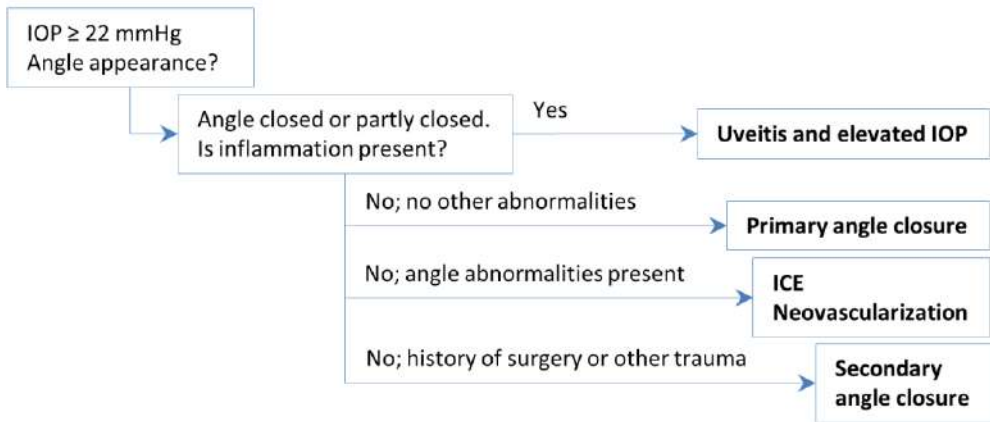 IOP ≥ 22 mmHg
Angle appearance?
Angle closed or partly closed.
Is inflammation present?
Yes
Uveitis and elevated IOP
No; no other abnormalities
Primary angle closure
No; angle abnormalities present
ICE
Neovascularization
No; history of surgery or other trauma
Secondary
angle closure